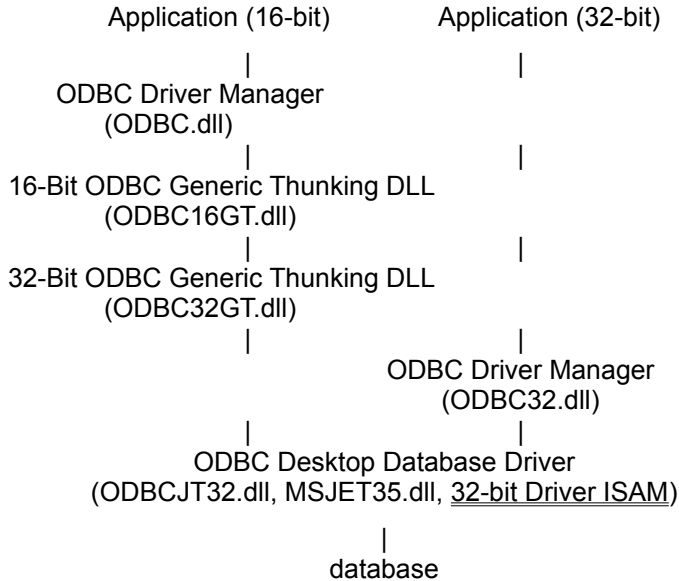 Application (16-bit) Application (32-bit)
| |
ODBC Driver Manager
(ODBC.dll)
| |
16-Bit ODBC Generic Thunking DLL
(ODBC16GT.dll)
| |
32-Bit ODBC Generic Thunking DLL
(ODBC32GT.dll)
| |
ODBC Driver Manager
(ODBC32.dll)
| |
ODBC Desktop Database Driver
(ODBCJT32.dll, MSJET35.dll, 32-bit Driver ISAM)
|
database